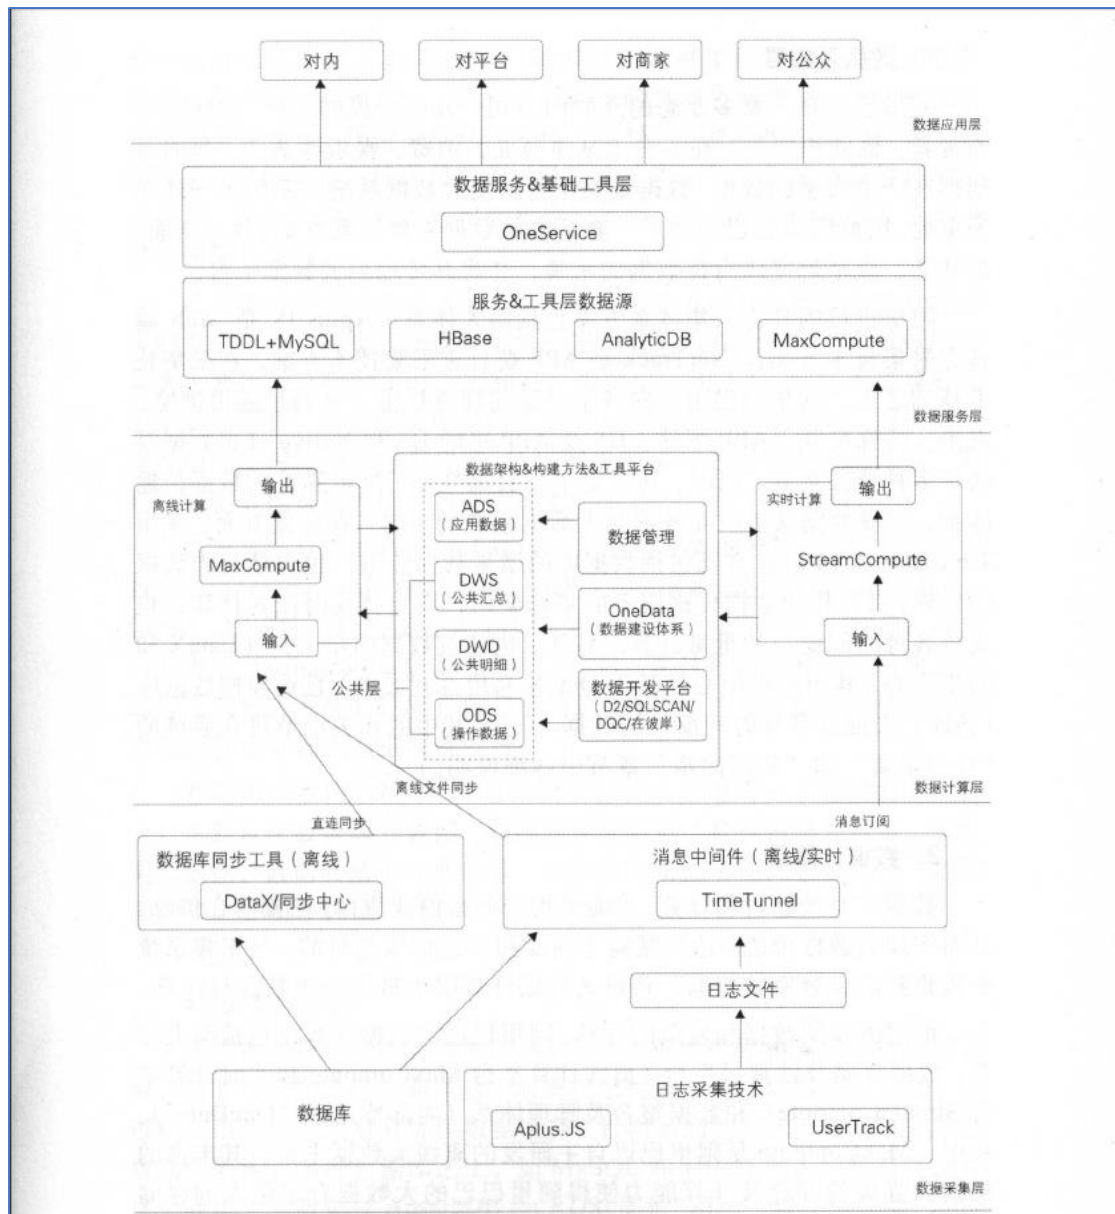 对内
对平台
对商家
对公众
数据应用层
数据服务&基础工具层
OneService
服务&工具层数据源
TDDL+MySQL
HBase
AnalyticDB
MaxCompute
数据服务层
离线计算
输出
MaxCompute
输入
数据架构&构建方法&工具平台
ADS
(应用数据)
DWS
(公共汇总)
DWD
(公共明细)
ODS
(操作数据)
公共层
数据管理
OneData
(数据建设体系)
数据开发平台
(D2/SQLSCAN/
DQC/在彼岸)
实时计算
输出
StreamCompute
输入
离线文件同步
数据计算层
直连同步
消息订阅
数据库同步工具(离线)
DataX/同步中心
消息中间件(离线/实时)
TimeTunnel
日志文件
数据库
日志采集技术
Aplus.JS
UserTrack
数据采集层